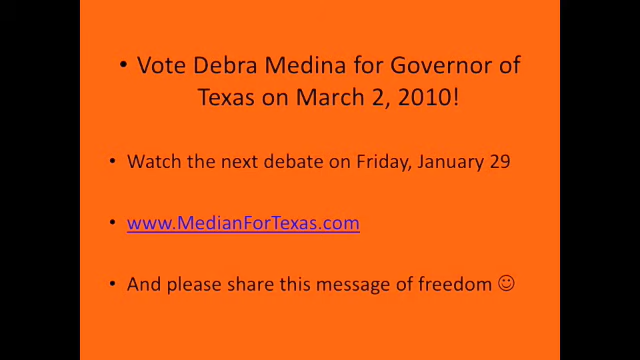 • Vote Debra Medina for Governor of
Texas on March 2, 2010!
• Watch the next debate on Friday, January 29
• www.MedianForTexas.com
• And please share this message of freedom ☺